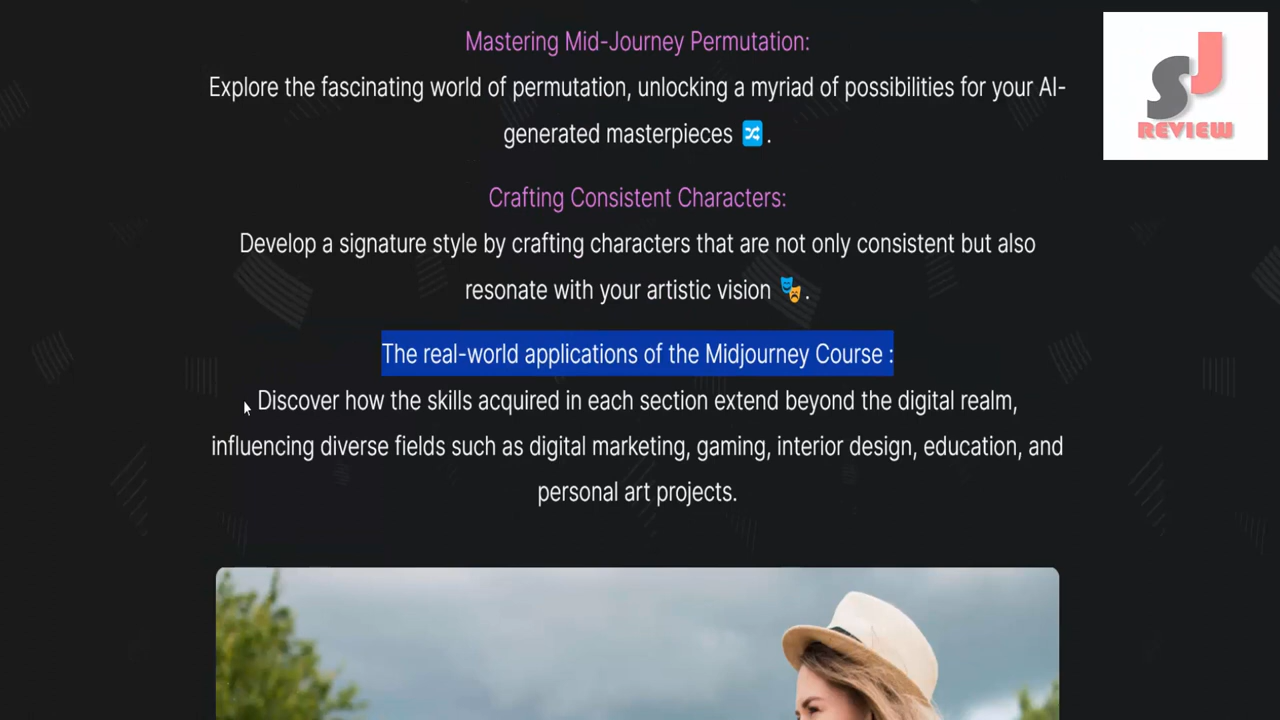 Mastering Mid-Journey Permutation:
Explore the fascinating world of permutation, unlocking a myriad of possibilities for your AI-
generated masterpieces 🔀.
Crafting Consistent Characters:
Develop a signature style by crafting characters that are not only consistent but also
resonate with your artistic vision 🎭.
The real-world applications of the Midjourney Course :
Discover how the skills acquired in each section extend beyond the digital realm,
influencing diverse fields such as digital marketing, gaming, interior design, education, and
personal art projects.
SJ
REVIEW